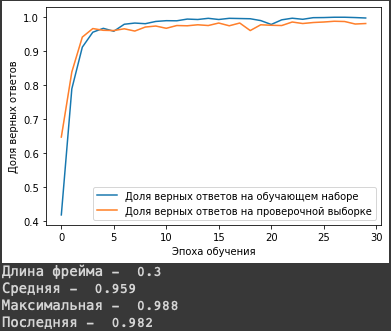 1.0
0.9
0.8
0.7
0.6
0.5
0.4
Доля верных ответов
Доля верных ответов на обучающем наборе
Доля верных ответов на проверочной выборке
0 5 10 15 20 25 30
Эпоха обучения
Длина фрейма – 0.3
Средняя – 0.959
Максимальная – 0.988
Последняя – 0.982